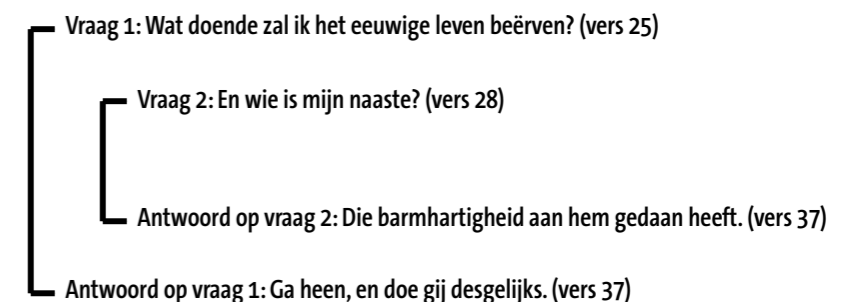 Vraag 1: Wat doende zal ik het eeuwige leven beërven? (vers 25)
Vraag 2: En wie is mijn naaste? (vers 28)
Antwoord op vraag 2: Die barmhartigheid aan hem gedaan heeft. (vers 37)
Antwoord op vraag 1: Ga heen, en doe gij desgelijks. (vers 37)